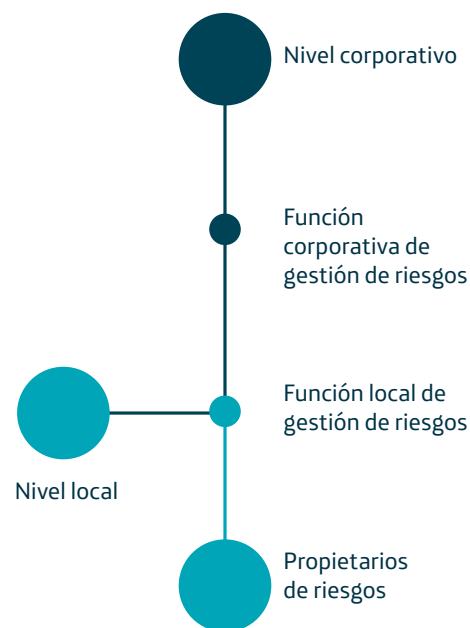 Nivel corporativo
Función
corporativa de
gestión de riesgos
Función local de
gestión de riesgos
Nivel local
Propietarios
de riesgos